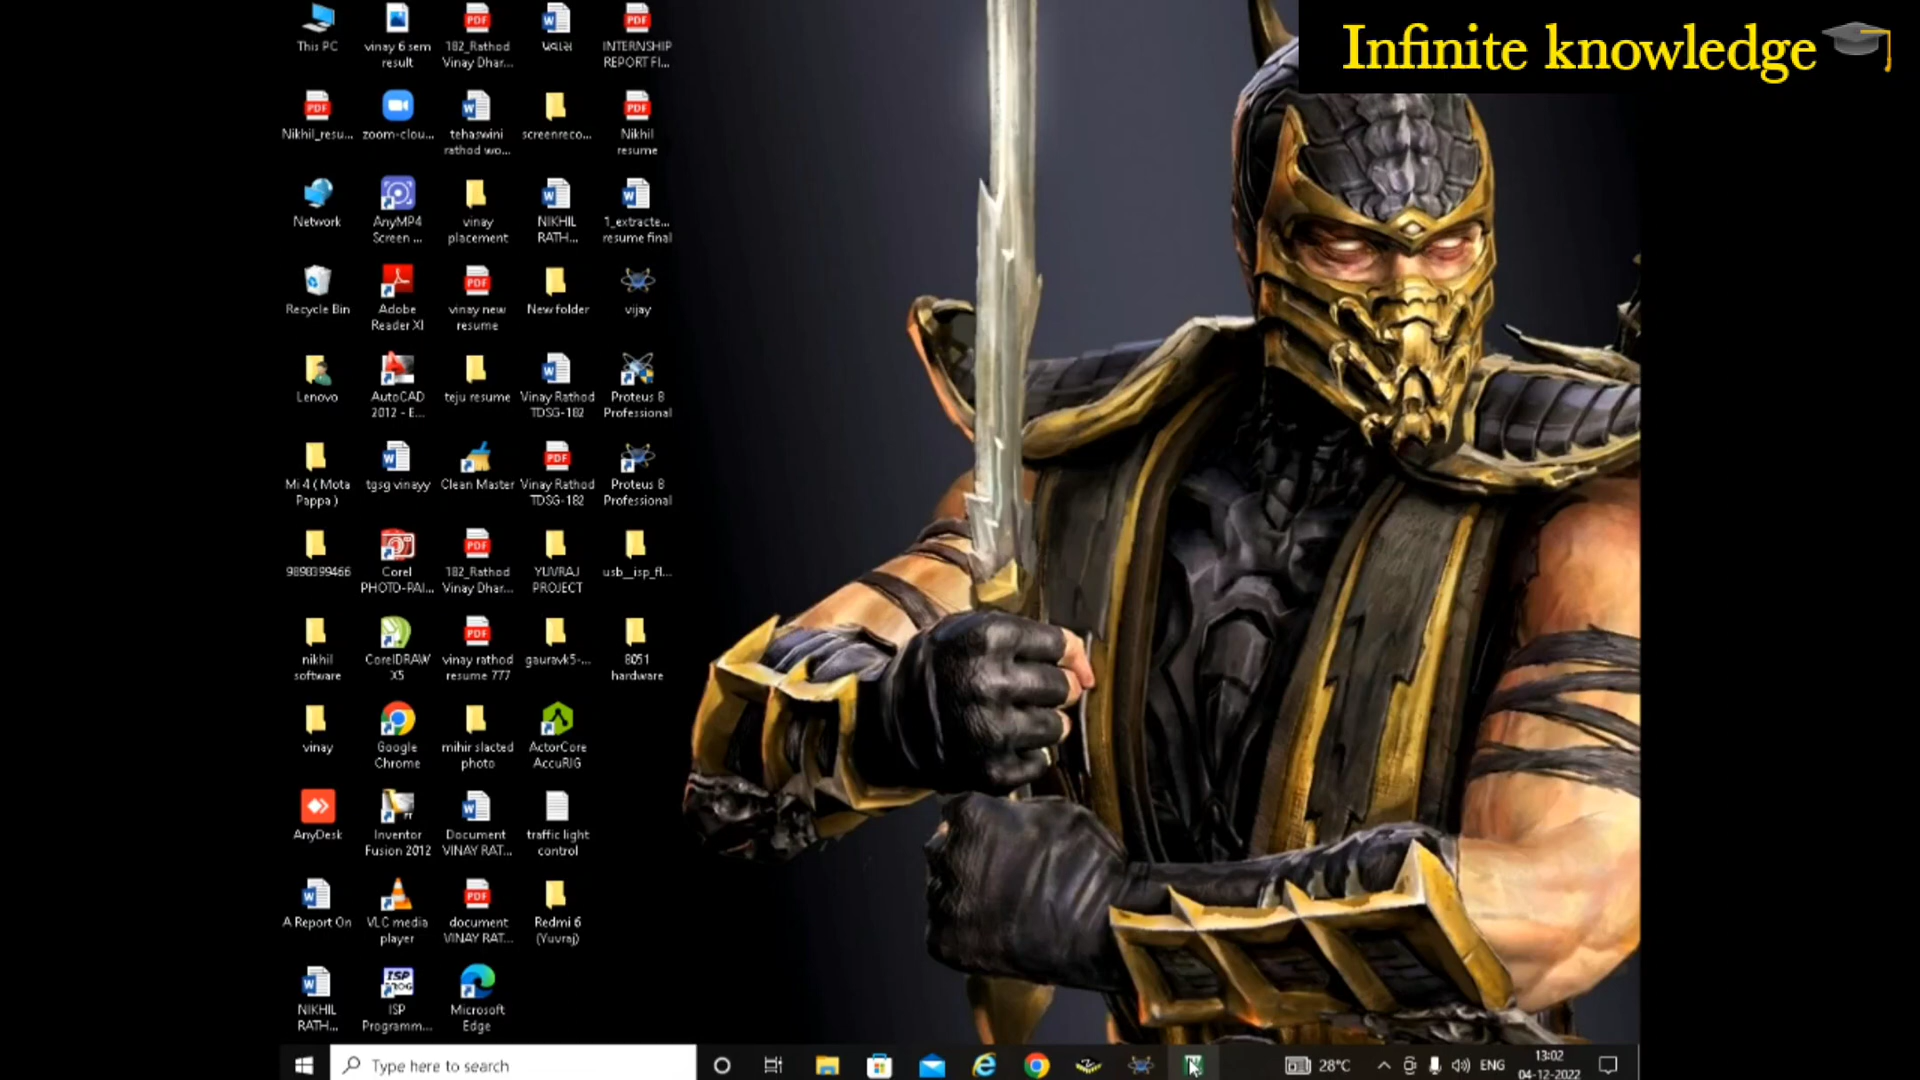 Infinite knowledge
This PC
vinay 6 sem
result
182_Rathod
Vinay Dhar...
પ્રવાસ
INTERNSHIP
REPORT FI...
Nikhil_resu...
zoom-clou...
tehaswini
rathod wo...
screenreco...
Nikhil
resume
Network
AnyMP4
Screen ...
vinay
placement
NIKHIL
RATH...
1_extracte...
resume final
Recycle Bin
Adobe
Reader XI
vinay new
resume
New folder
vijay
Lenovo
AutoCAD
2012 - E...
teju resume
Vinay Rathod
TDSG-182
Proteus 8
Professional
Mi 4 ( Mota
Pappa )
tgsg vinayy
Clean Master
Vinay Rathod
TDSG-182
Proteus 8
Professional
9898399466
Corel
PHOTO-PAI...
182_Rathod
Vinay Dhar...
YUVRAJ
PROJECT
usb_isp_fl...
nikhil
software
CorelDRAW
X5
vinay rathod
resume 777
gauravk5-...
8051
hardware
vinay
Google
Chrome
mihir slacted
photo
ActorCore
AccuRIG
AnyDesk
Inventor
Fusion 2012
Document
VINAY RAT...
traffic light
control
A Report On
VLC media
player
document
VINAY RAT...
Redmi 6
(Yuvraj)
NIKHIL
RATH...
ISP
Programm...
Microsoft
Edge
Type here to search
28°C
ENG
13:02
04-12-2022